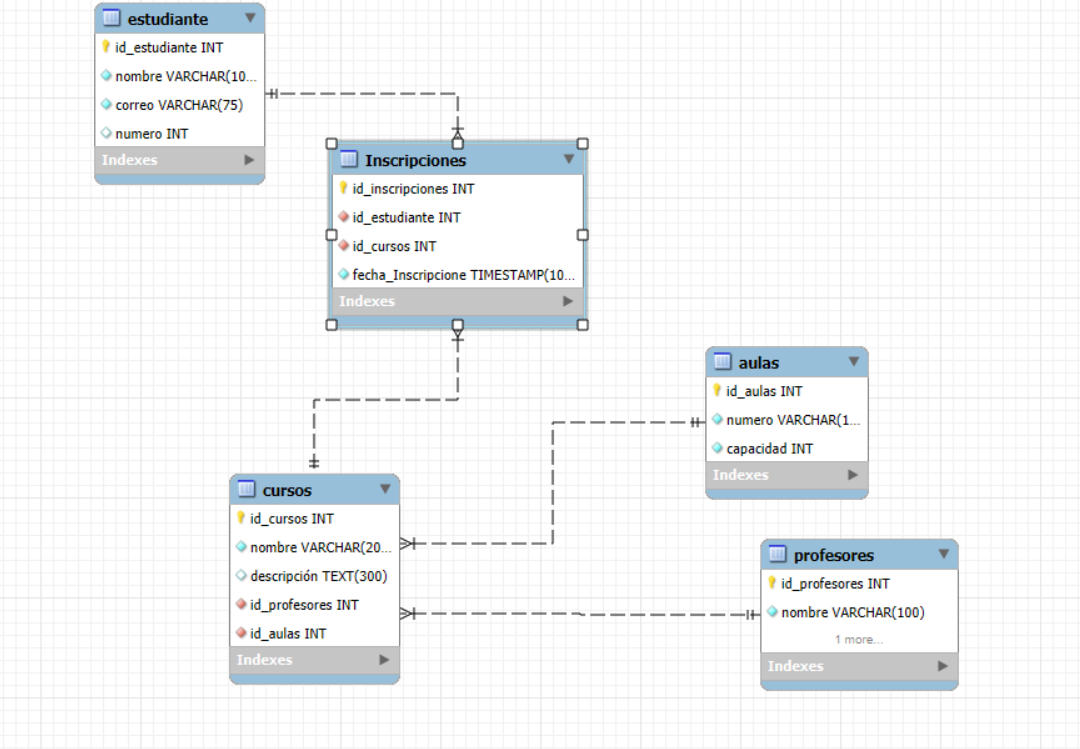 estudiante
id_estudiante INT
nombre VARCHAR(10...
correo VARCHAR(75)
numero INT
Indexes
Inscripciones
id_inscripciones INT
id_estudiante INT
id_cursos INT
fecha_Inscripcione TIMESTAMP(10...
Indexes
aulas
id_aulas INT
numero VARCHAR(1...
capacidad INT
Indexes
cursos
id_cursos INT
nombre VARCHAR(20...
descripción TEXT(300)
id_profesores INT
id_aulas INT
Indexes
profesores
id_profesores INT
nombre VARCHAR(100)
1 more...
Indexes